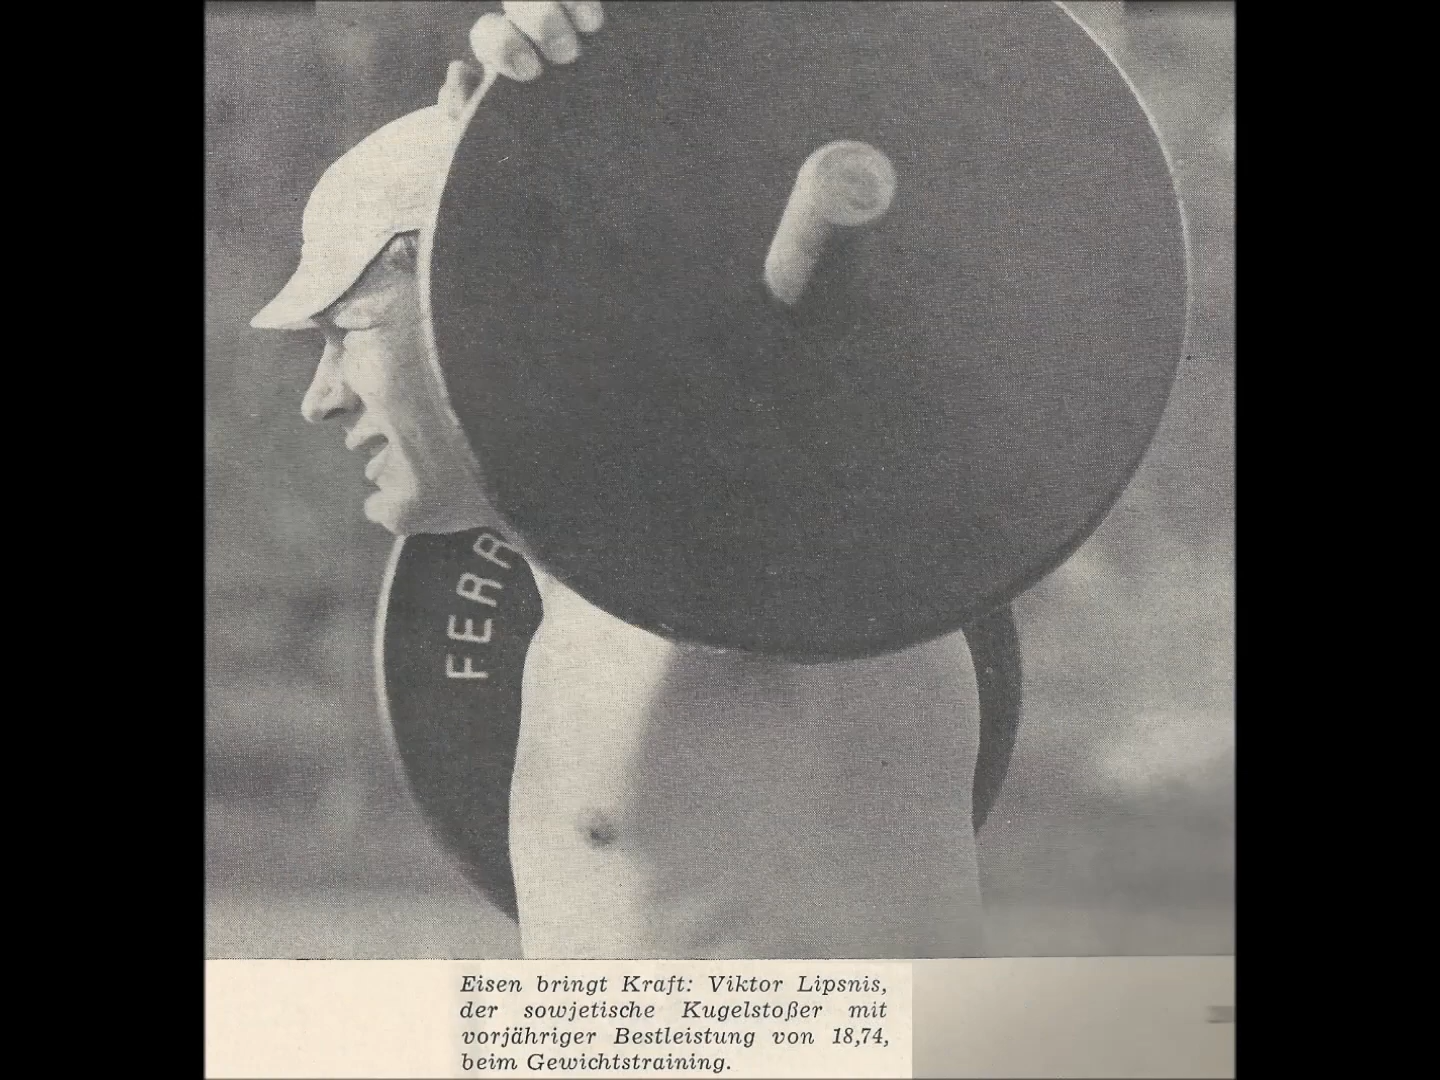 FERR
Eisen bringt Kraft: Viktor Lipsnis,
der sowjetische Kugelstoßer mit
vorjähriger Bestleistung von 18,74,
beim Gewichtstraining.